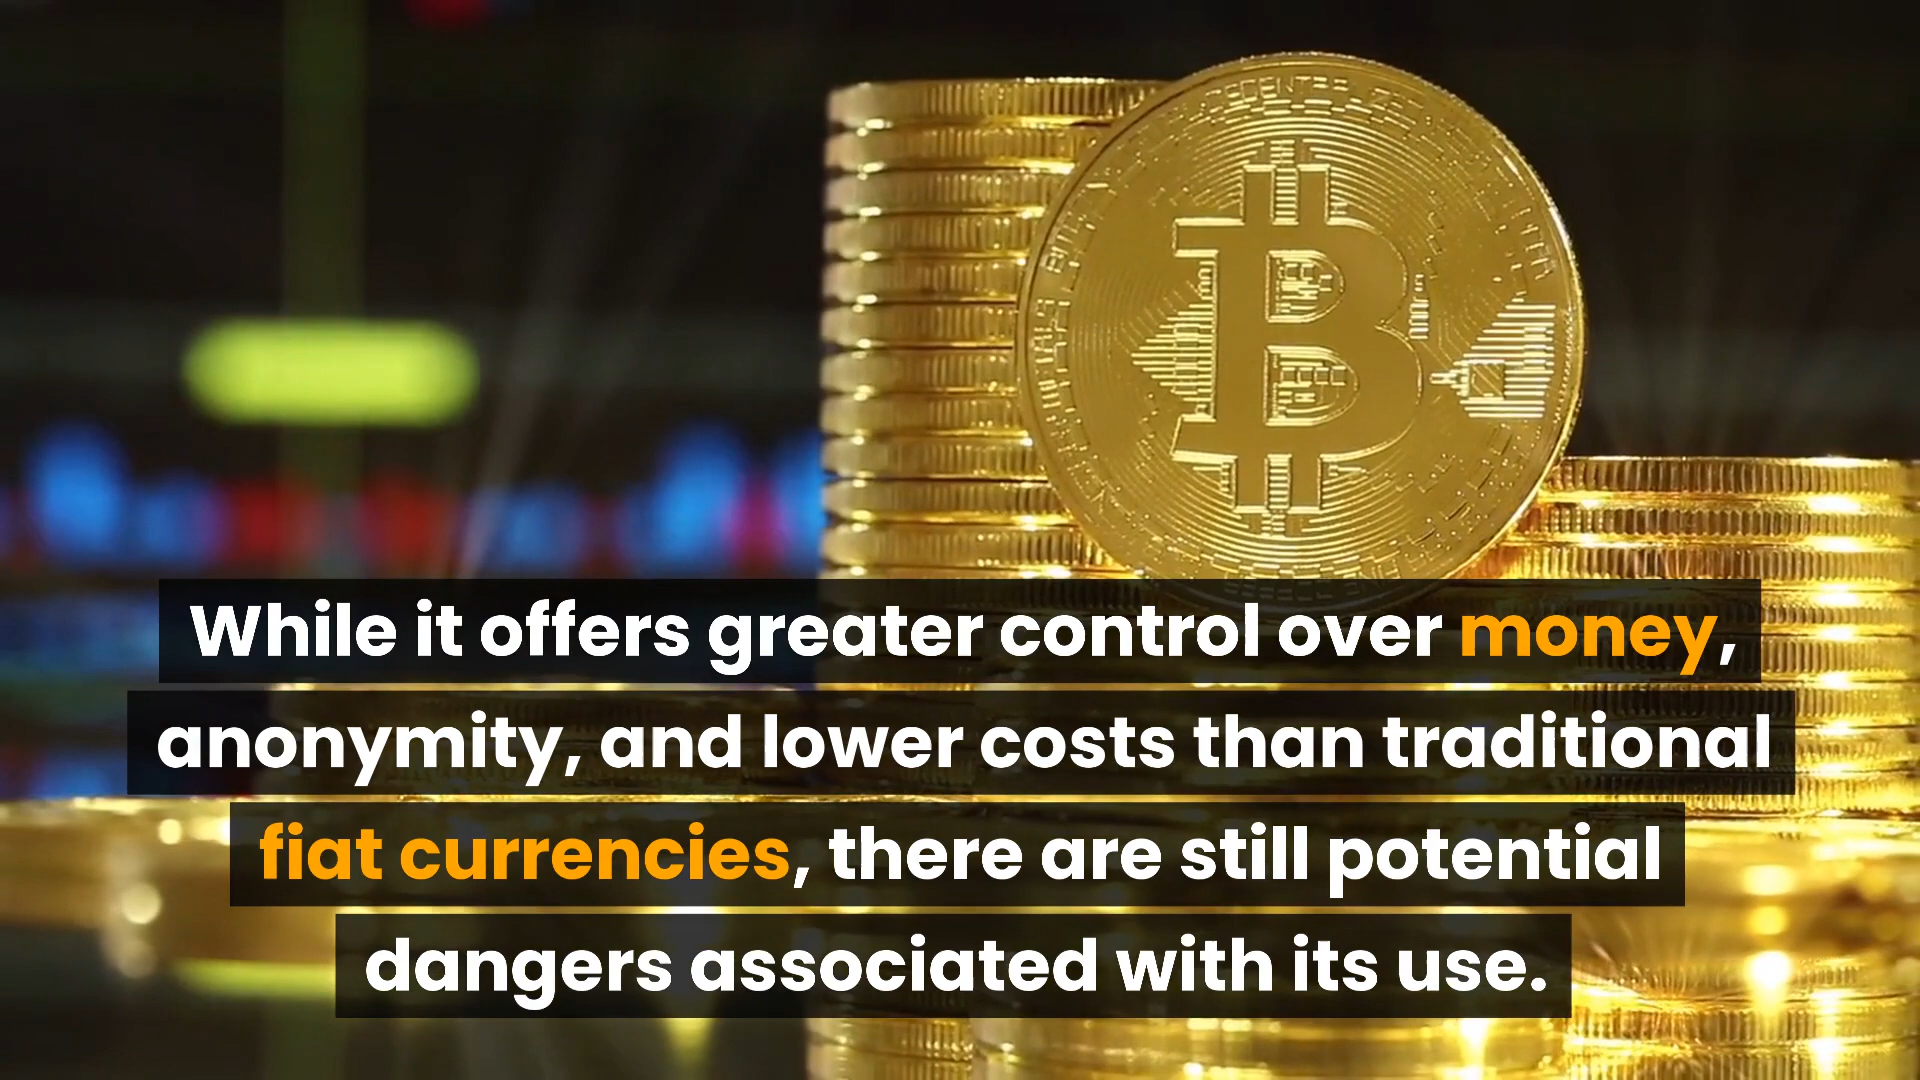 While it offers greater control over money,
anonymity, and lower costs than traditional
fiat currencies, there are still potential
dangers associated with its use.